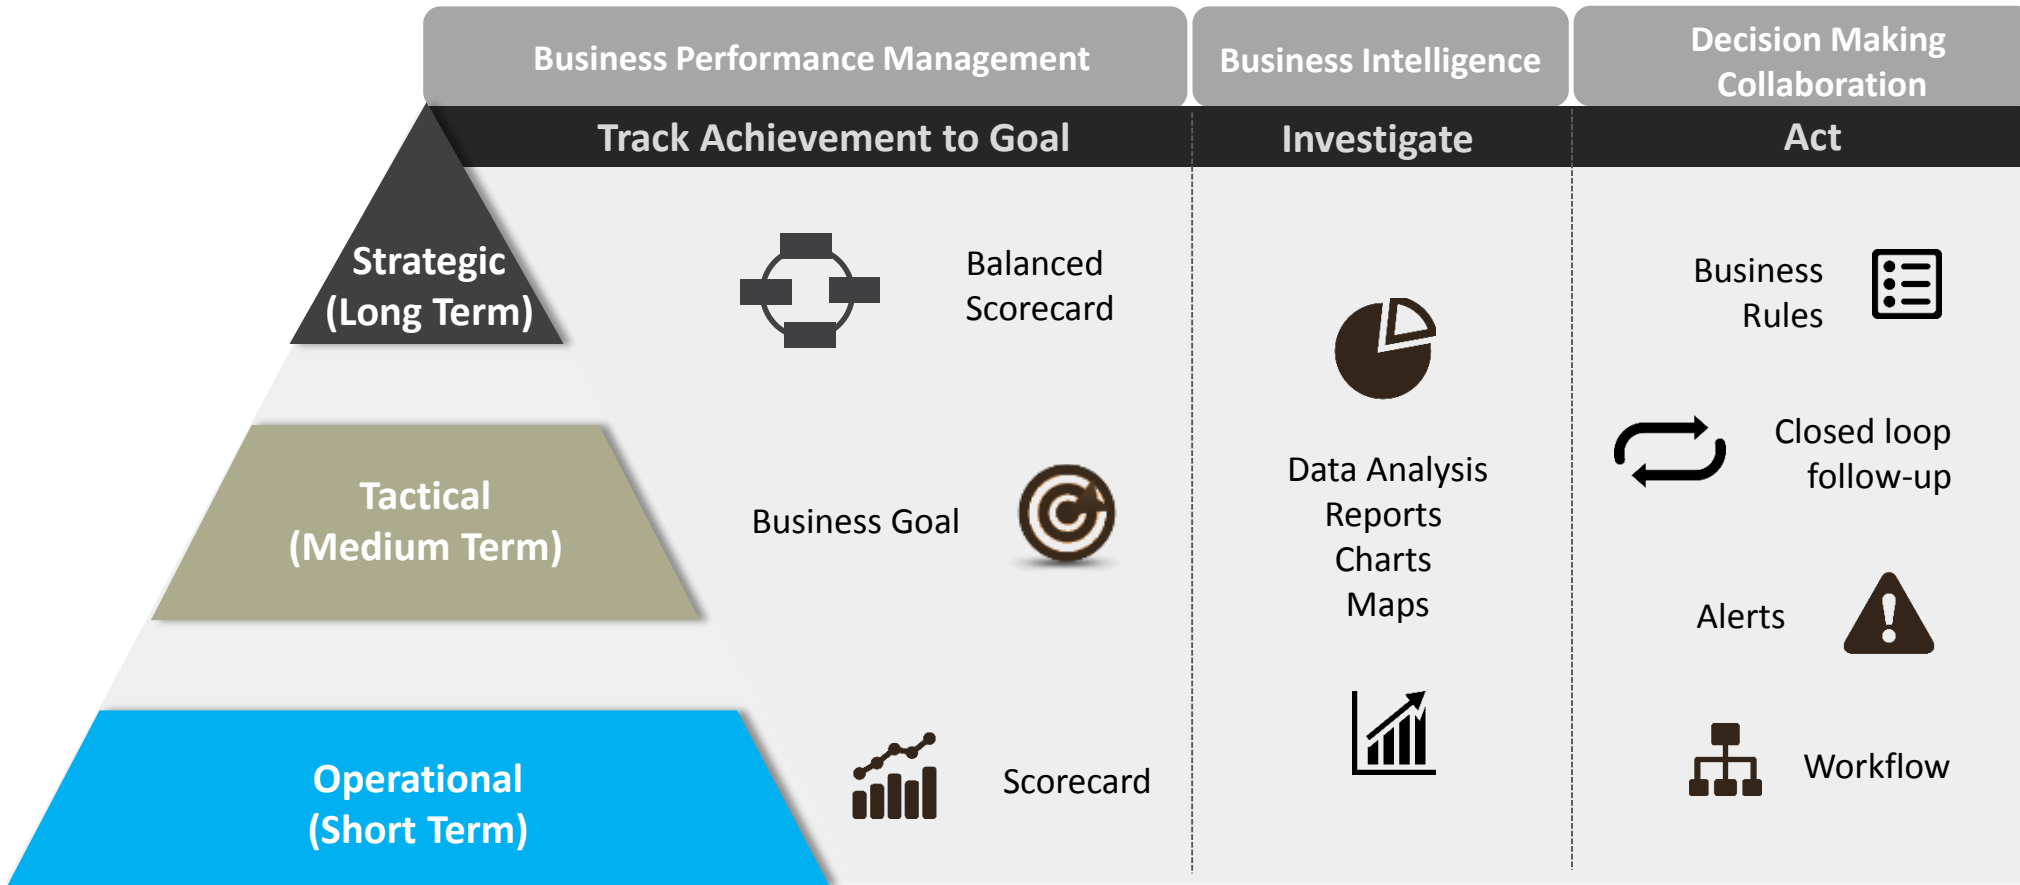 Business Performance Management
Business Intelligence
Decision Making
Collaboration
Track Achievement to Goal
Investigate
Act
Strategic
(Long Term)
Balanced
Scorecard
Business
Rules
Tactical
(Medium Term)
Business Goal
Data Analysis
Reports
Charts
Maps
Closed loop
follow-up
Alerts
Operational
(Short Term)
Scorecard
Workflow